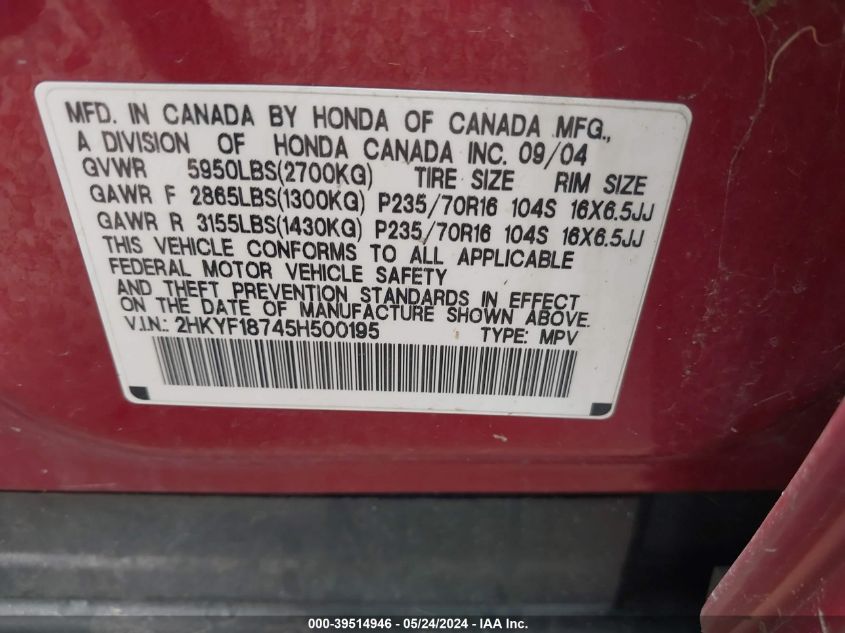 MFD. IN CANADA BY HONDA OF CANADA MFG.,
A DIVISION OF HONDA CANADA INC. 09/04
GVWR 5950LBS(2700KG) TIRE SIZE RIM SIZE
GAWR F 2865LBS(1300KG) P235/70R16 104S 16X6.5JJ
GAWR R 3155LBS(1430KG) P235/70R16 104S 16X6.5JJ
THIS VEHICLE CONFORMS TO ALL APPLICABLE
FEDERAL MOTOR VEHICLE SAFETY
AND THEFT PREVENTION STANDARDS IN EFFECT
ON THE DATE OF MANUFACTURE SHOWN ABOVE.
V.I.N.: 2HKYF18745H500195 TYPE: MPV
000-39514946 - 05/24/2024 - IAA Inc.